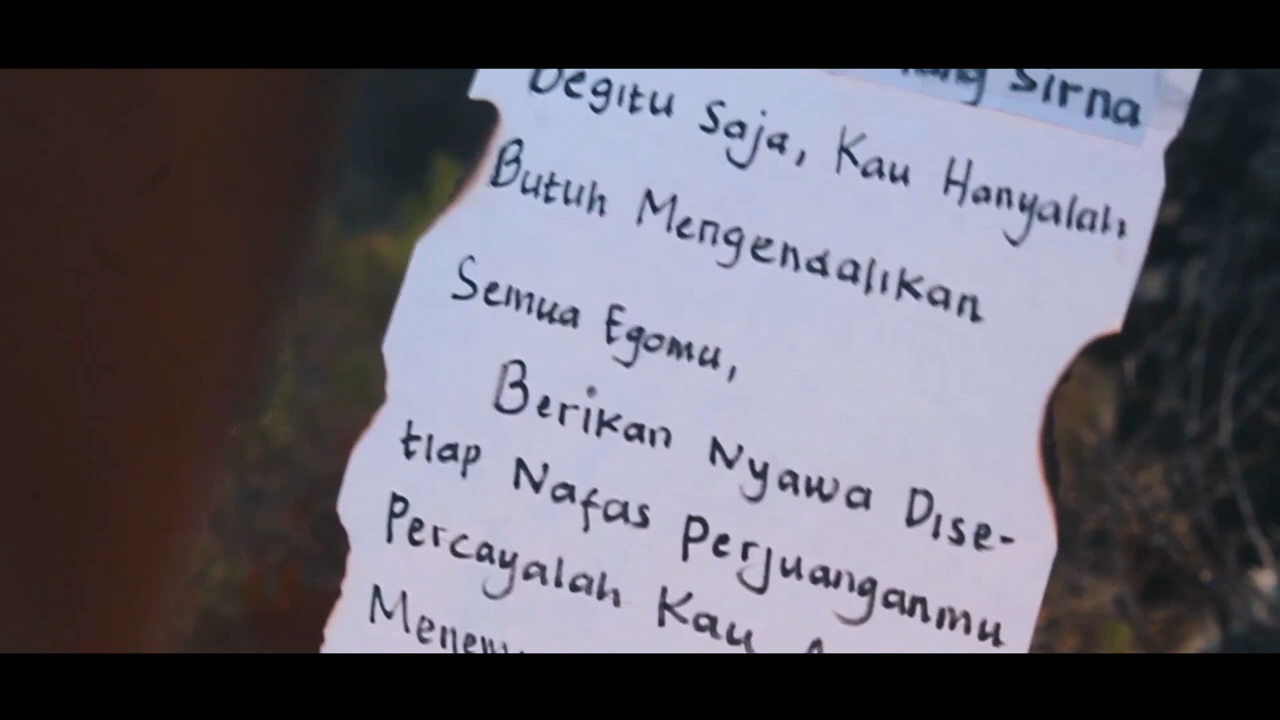 Sirna
Begitu Saja, Kau Hanyalah
Butuh Mengendalikan
Semua Egomu,
Berikan Nyawa Dise-
tiap Nafas Perjuanganmu
Percayalah Kau